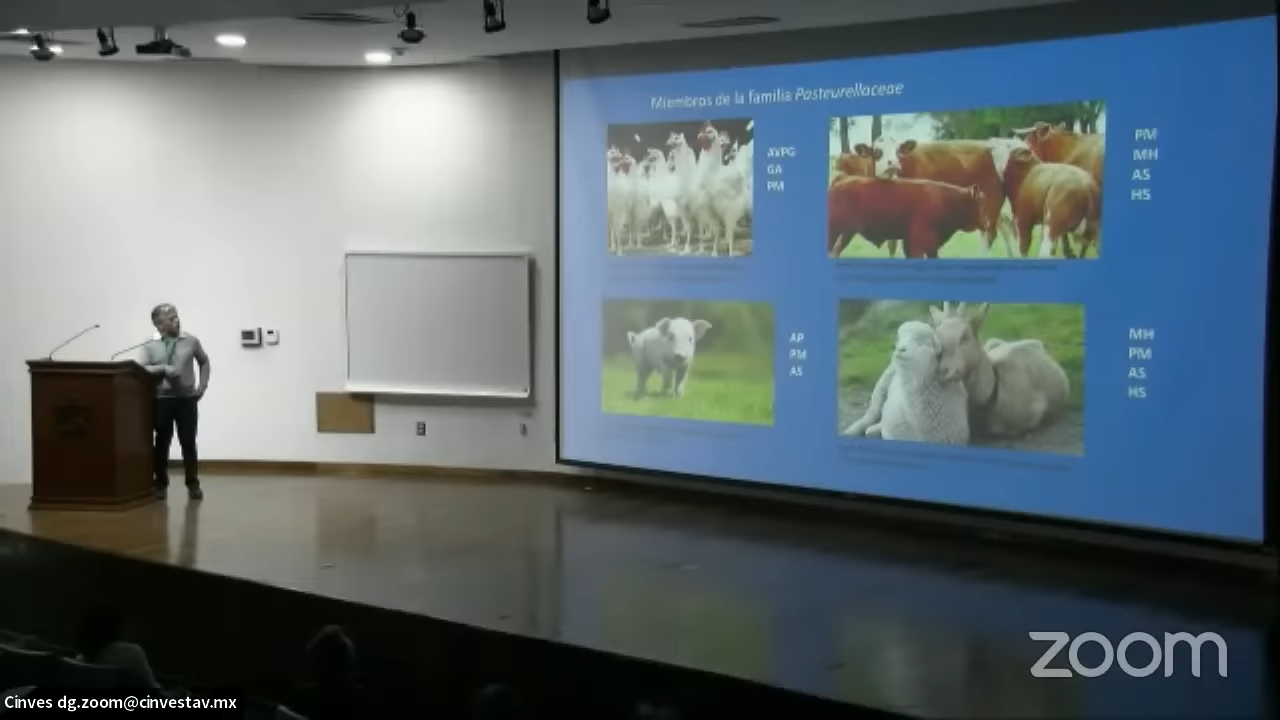 Miembros de la familia Pasteurellaceae
AVPG
GA
PM
PM
MH
AS
HS
AP
PM
AS
MH
PM
AS
HS
zoom
Cinves dg.zoom@cinvestav.mx